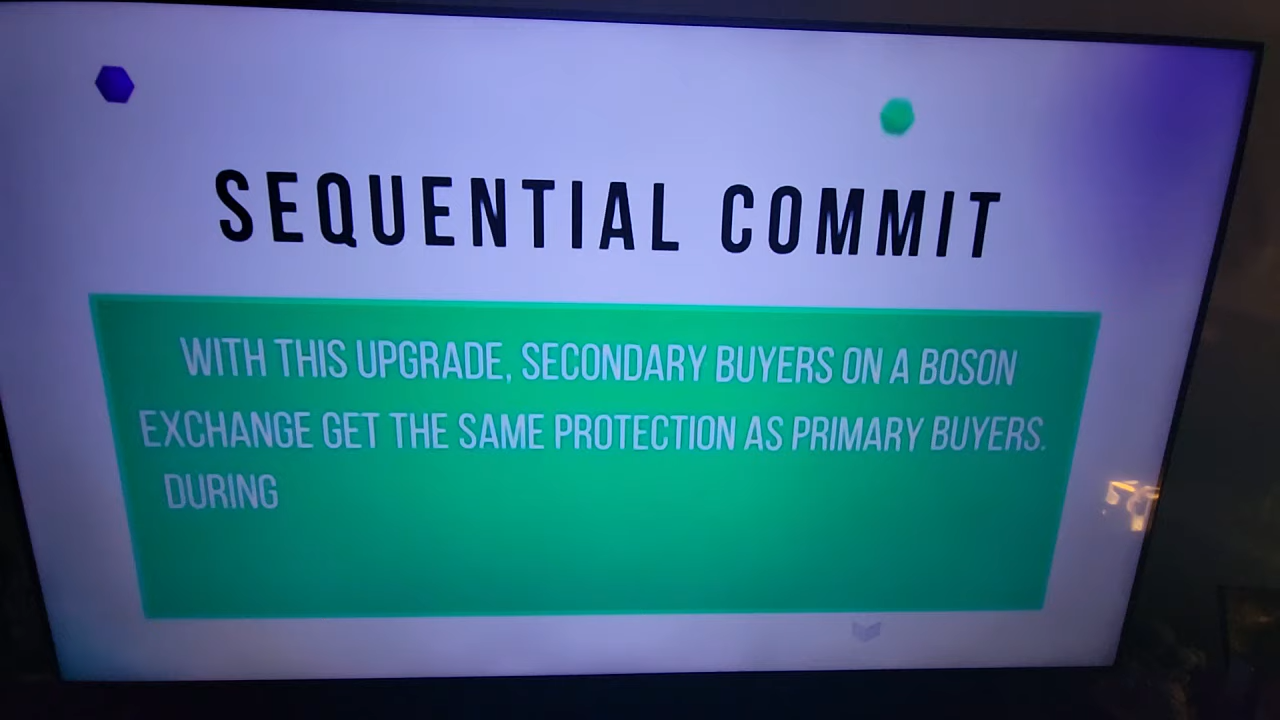 SEQUENTIAL COMMIT
WITH THIS UPGRADE, SECONDARY BUYERS ON A BOSON
EXCHANGE GET THE SAME PROTECTION AS PRIMARY BUYERS.
DURING